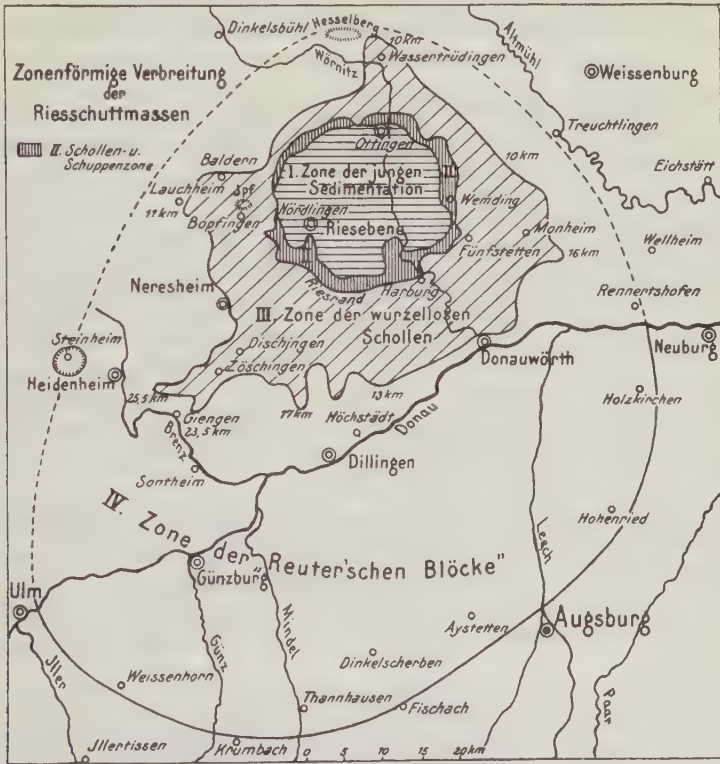 Dinkelsbühl
Hesselberg
10 km
Wörnitz
Wassertrüdingen
Altmühl
Zonenförmige Verbreitung
der
Riesschuttmassen
Weissenburg
II. Schollen- u.
Schuppenzone
Treuchtlingen
Öttingen
10 km
Eichstätt
Baldern
I. Zone der jungen
Sedimentation
II.
Lauchheim
Ipf
11 km
Bopfingen
Nördlingen
Wemding
Riesebene
Monheim
Fünfstetten
16 km
Wellheim
Neresheim
Riesrand
Harburg
Rennertshofen
III. Zone der wurzellosen
Schollen
Steinheim
Dischingen
Donauwörth
Neuburg
Heidenheim
Zöschingen
25,5 km
13 km
Holzkirchen
Giengen
23,5 km
17 km
Höchstädt
Donau
Brenz
Dillingen
Sontheim
IV. Zone
der „Reuter'schen Blöcke"
Hohenried
Lech
Günzburg
Ulm
Aystetten
Augsburg
Mindel
Günz
Dinkelscherben
Jller
Weissenhorn
Paar
Thannhausen
Fischach
Jllertissen
Krumbach
0 5 10 15 20 km